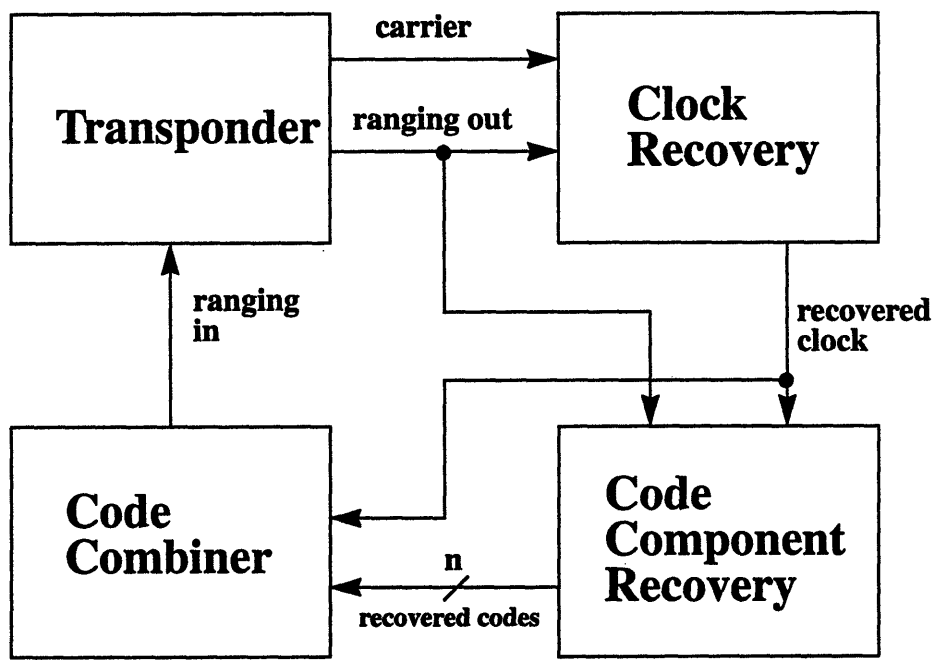 carrier
Transponder
ranging out
Clock
Recovery
ranging
in
recovered
clock
Code
Combiner
n
recovered codes
Code
Component
Recovery